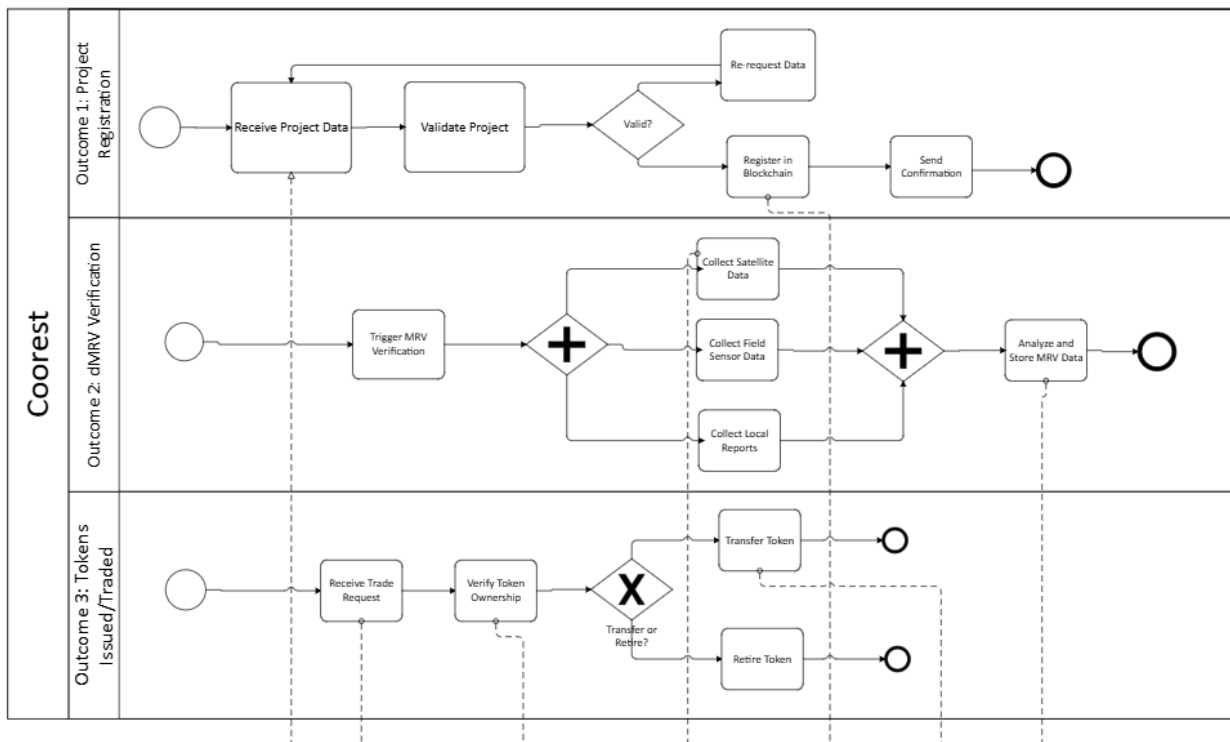 Coorest
Outcome 1: Project
Registration
Receive Project Data
Validate Project
Valid?
Re-request Data
Register in
Blockchain
Send
Confirmation
Outcome 2: dMRV Verification
Trigger MRV
Verification
Collect Satellite
Data
Collect Field
Sensor Data
Collect Local
Reports
Analyze and
Store MRV Data
Outcome 3: Tokens
Issued/Traded
Receive Trade
Request
Verify Token
Ownership
X
Transfer or
Retire?
Transfer Token
Retire Token